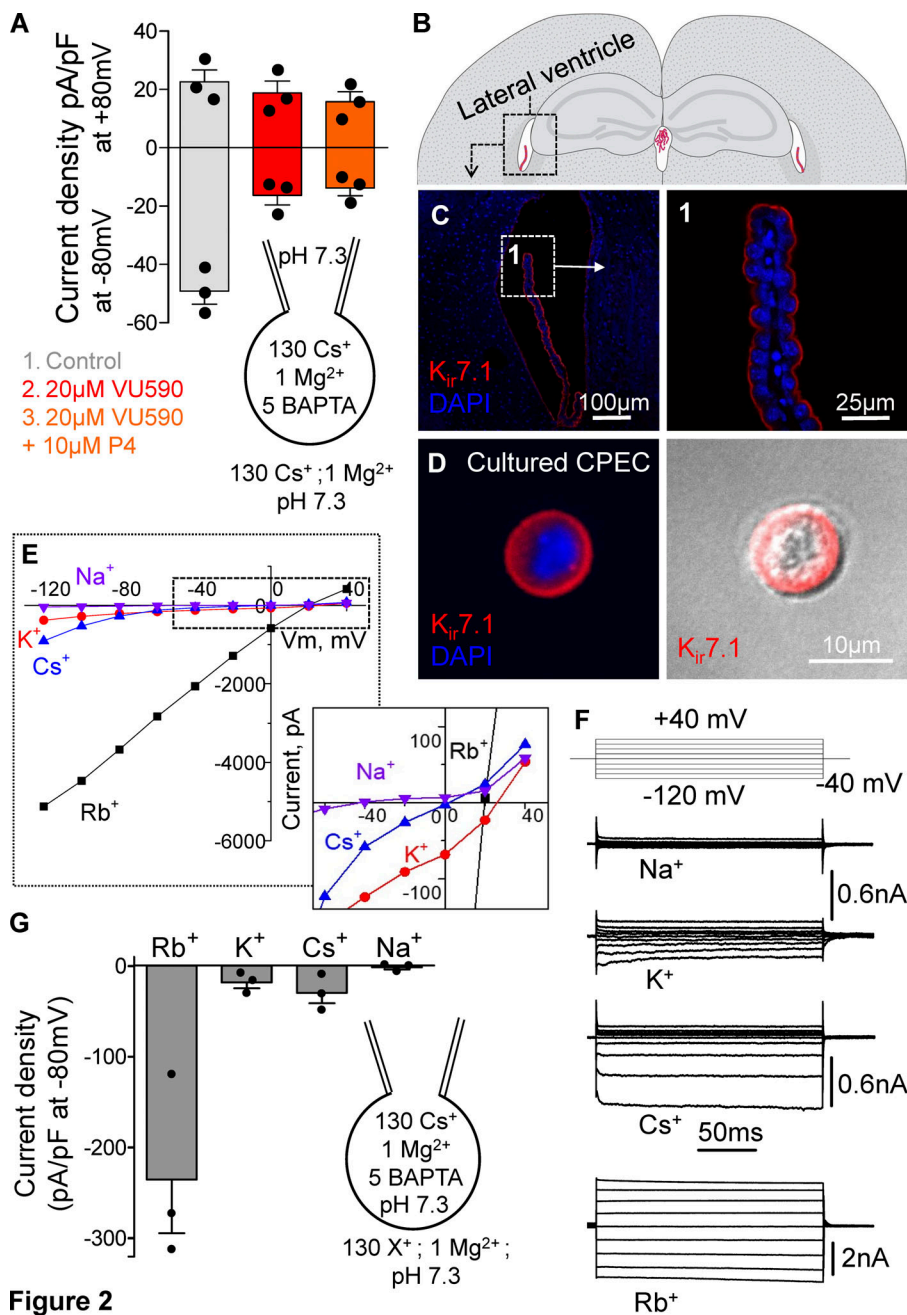 A
Current density pA/pF
at -80mV at +80mV
40
20
0
-20
-40
-60
pH 7.3
130 Cs⁺
1 Mg²⁺
5 BAPTA
130 Cs⁺ ; 1 Mg²⁺
pH 7.3
1. Control
2. 20µM VU590
3. 20µM VU590
+ 10µM P4
B
Lateral ventricle
C
1
Kir7.1
DAPI
100µm
1
25µm
D Cultured CPEC
Kir7.1
DAPI
Kir7.1
10µm
E
-120 -80 -40 0 40
Na⁺
0
K⁺
Cs⁺
Vm, mV
-2000
-4000
-6000
Rb⁺
Current, pA
100
Rb⁺
Na⁺
-40 0 40
Cs⁺
K⁺
-100
F
+40 mV
-40 mV
-120 mV
Na⁺
0.6nA
K⁺
0.6nA
Cs⁺
50ms
2nA
Rb⁺
G
Rb⁺ K⁺ Cs⁺ Na⁺
Current density
(pA/pF at -80mV)
0
-100
-200
-300
130 Cs⁺
1 Mg²⁺
5 BAPTA
pH 7.3
130 X⁺ ; 1 Mg²⁺ ;
pH 7.3
Figure 2